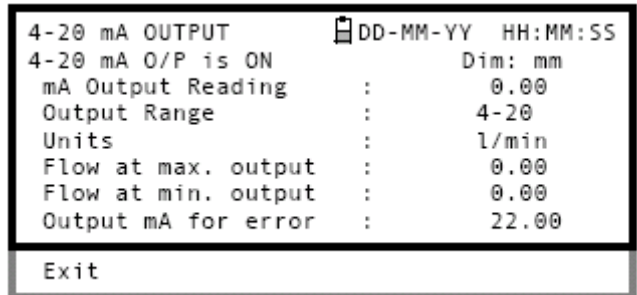 4-20 mA OUTPUT DD-MM-YY HH:MM:SS
4-20 mA O/P is ON Dim: mm
mA Output Reading : 0.00
Output Range : 4-20
Units : l/min
Flow at max. output : 0.00
Flow at min. output : 0.00
Output mA for error : 22.00
Exit